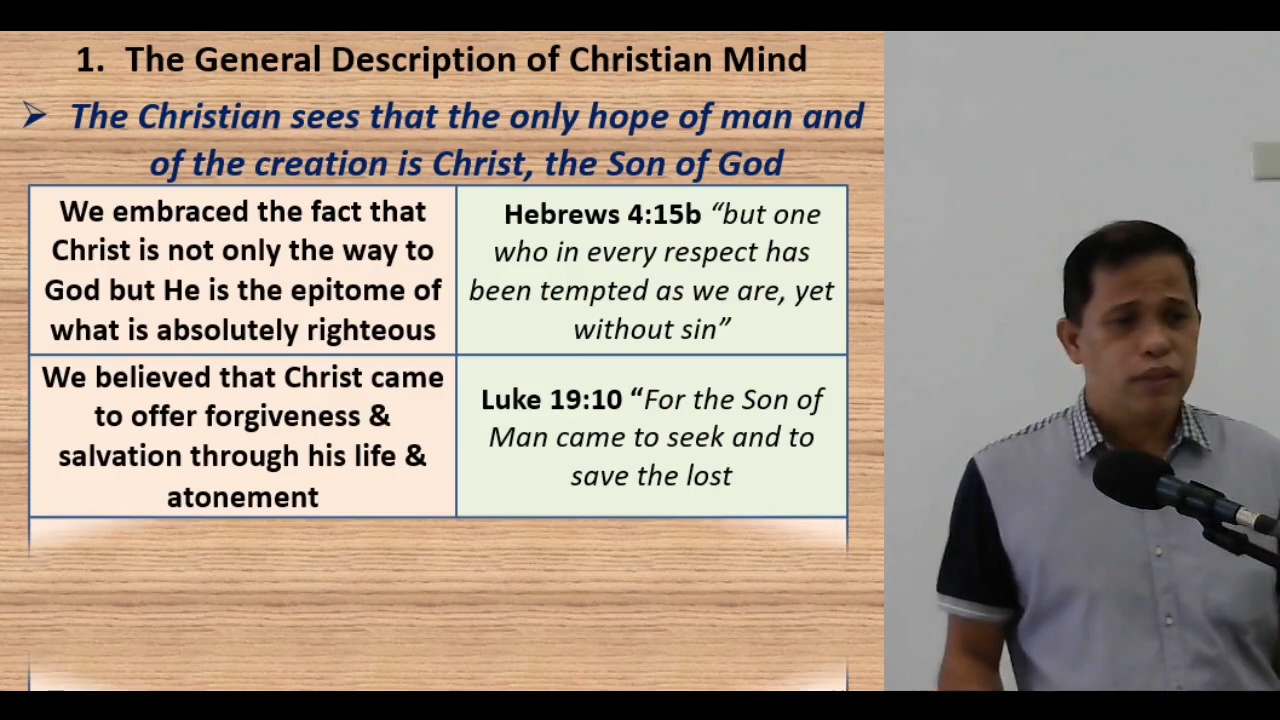 1. The General Description of Christian Mind
➢ The Christian sees that the only hope of man and
of the creation is Christ, the Son of God
We embraced the fact that
Christ is not only the way to
God but He is the epitome of
what is absolutely righteous
Hebrews 4:15b “but one
who in every respect has
been tempted as we are, yet
without sin”
We believed that Christ came
to offer forgiveness &
salvation through his life &
atonement
Luke 19:10 “For the Son of
Man came to seek and to
save the lost